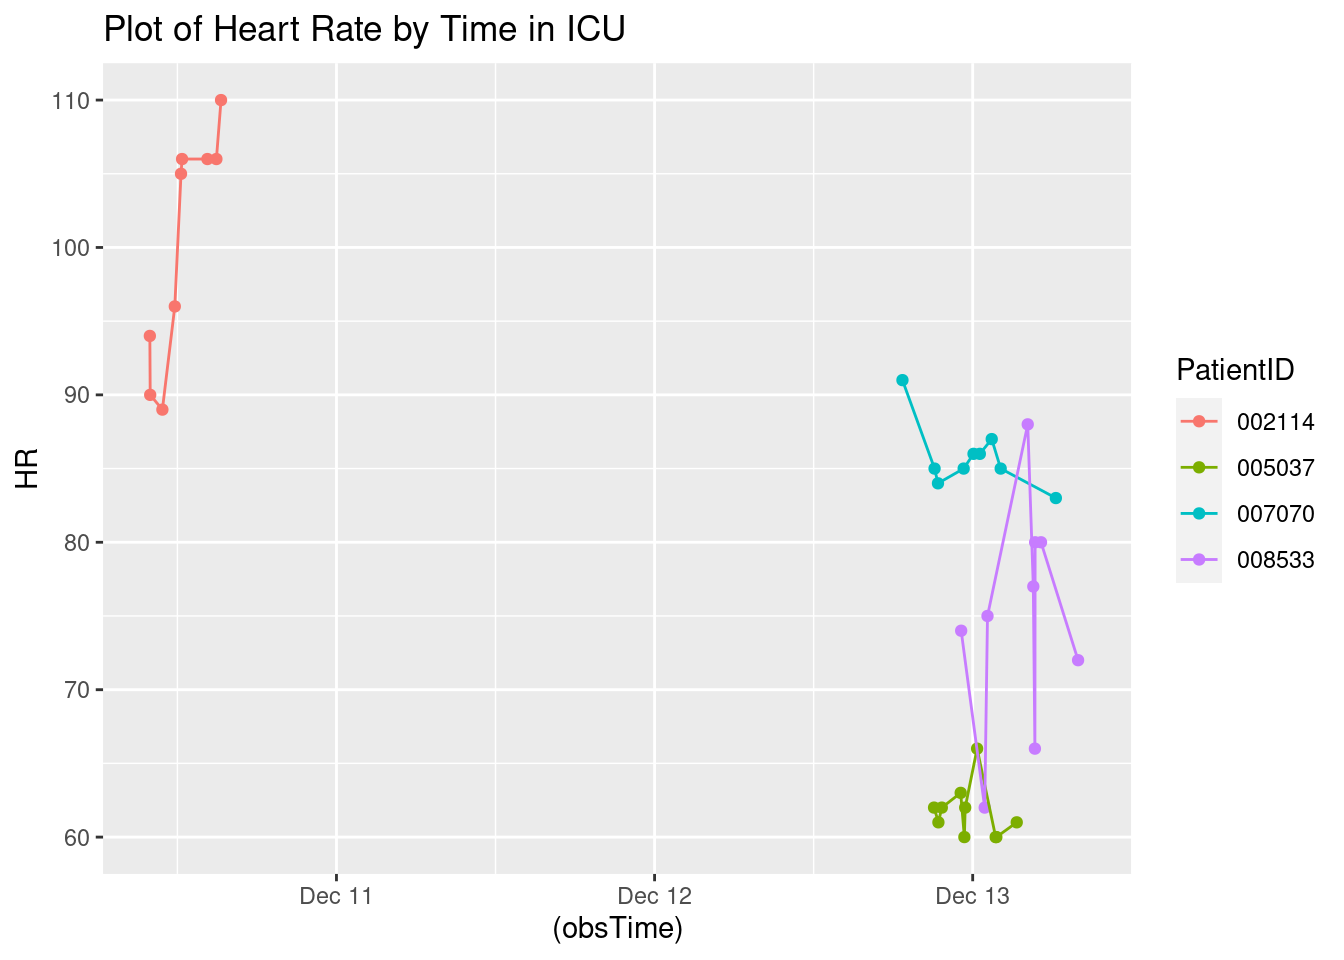 Plot of Heart Rate by Time in ICU
110
100
90
80
70
60
HR
Dec 11
Dec 12
Dec 13
(obsTime)
PatientID
002114
005037
007070
008533